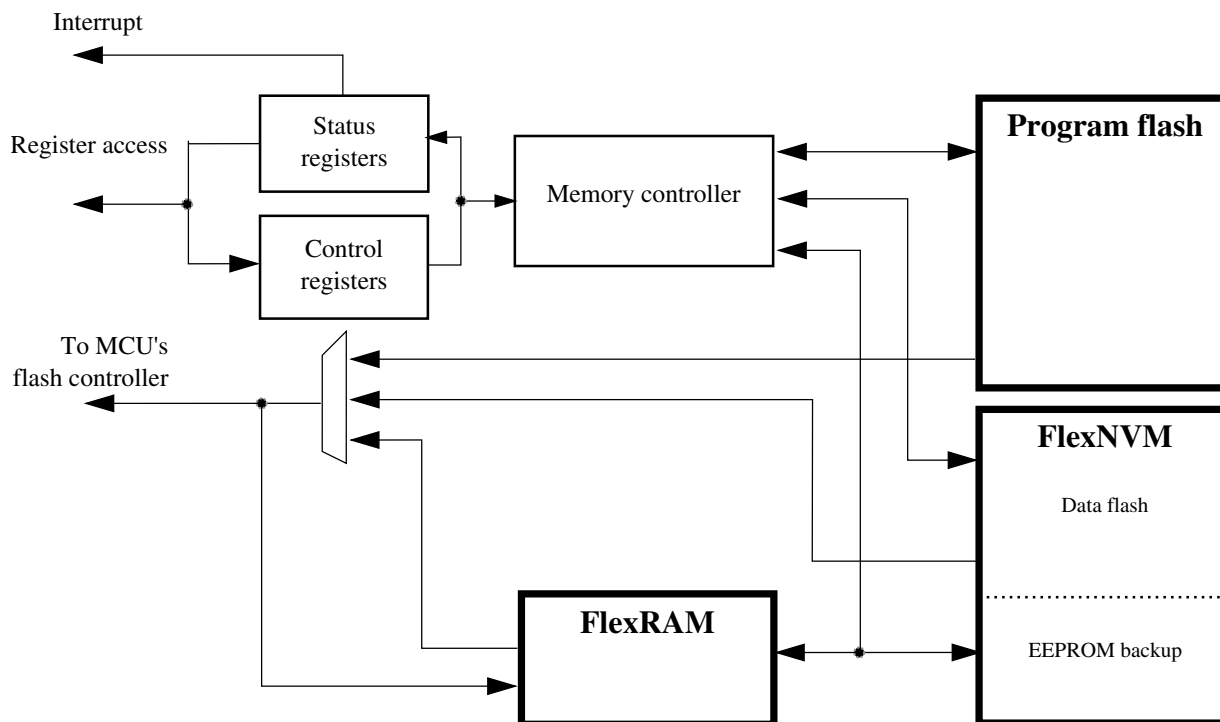 Interrupt
Register access
Status
registers
Control
registers
Memory controller
Program flash
To MCU's
flash controller
FlexNVM
Data flash
EEPROM backup
FlexRAM